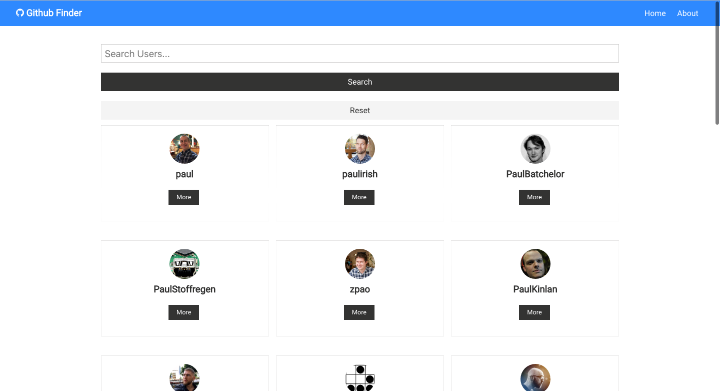 Github Finder
Home About
Search Users...
Search
Reset
paul
paulirish
PaulBatchelor
More
More
More
PaulStoffregen
zpao
PaulKinlan
More
More
More